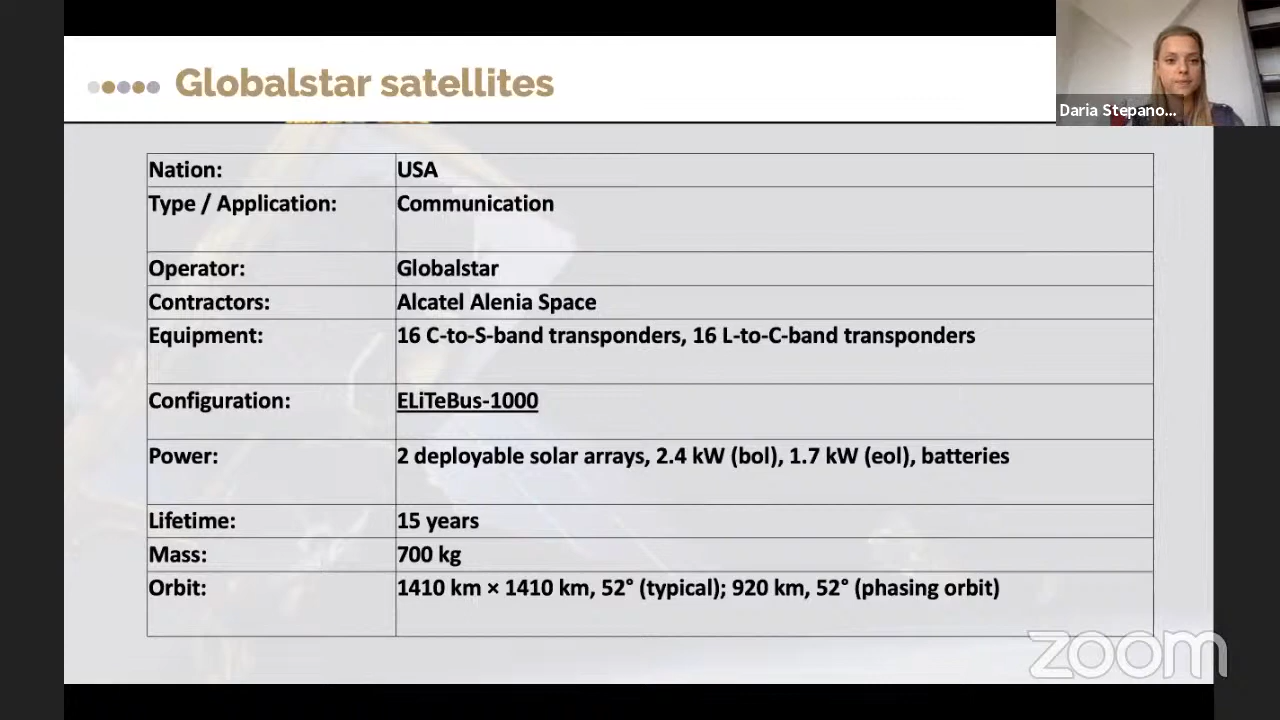 Globalstar satellites
Daria Stepano...
Nation: USA
Type / Application: Communication
Operator: Globalstar
Contractors: Alcatel Alenia Space
Equipment: 16 C-to-S-band transponders, 16 L-to-C-band transponders
Configuration: ELiTeBus-1000
Power: 2 deployable solar arrays, 2.4 kW (bol), 1.7 kW (eol), batteries
Lifetime: 15 years
Mass: 700 kg
Orbit: 1410 km × 1410 km, 52° (typical); 920 km, 52° (phasing orbit)
zoom